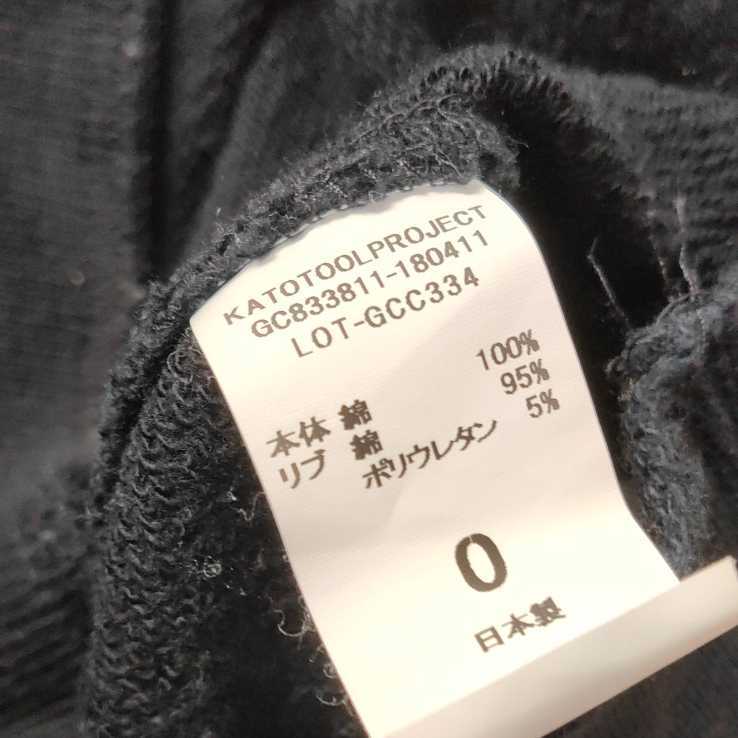 KATOTOOLPROJECT
GC833811-180411
LOT-GCC334
本体 綿 100%
リブ 綿 95%
ポリウレタン 5%
0
日本製